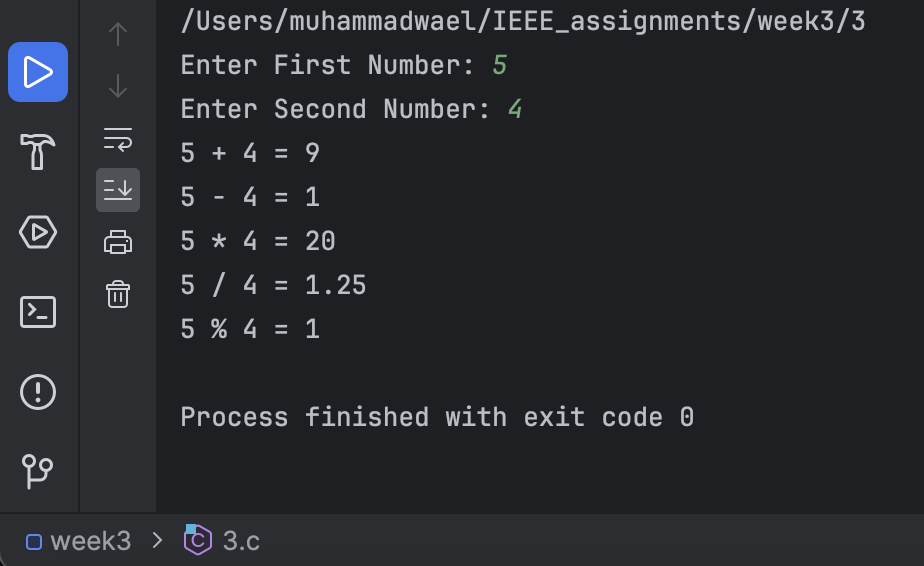 /Users/muhammadwael/IEEE_assignments/week3/3
Enter First Number: 5
Enter Second Number: 4
5 + 4 = 9
5 - 4 = 1
5 * 4 = 20
5 / 4 = 1.25
5 % 4 = 1
Process finished with exit code 0
week3 > 3.c